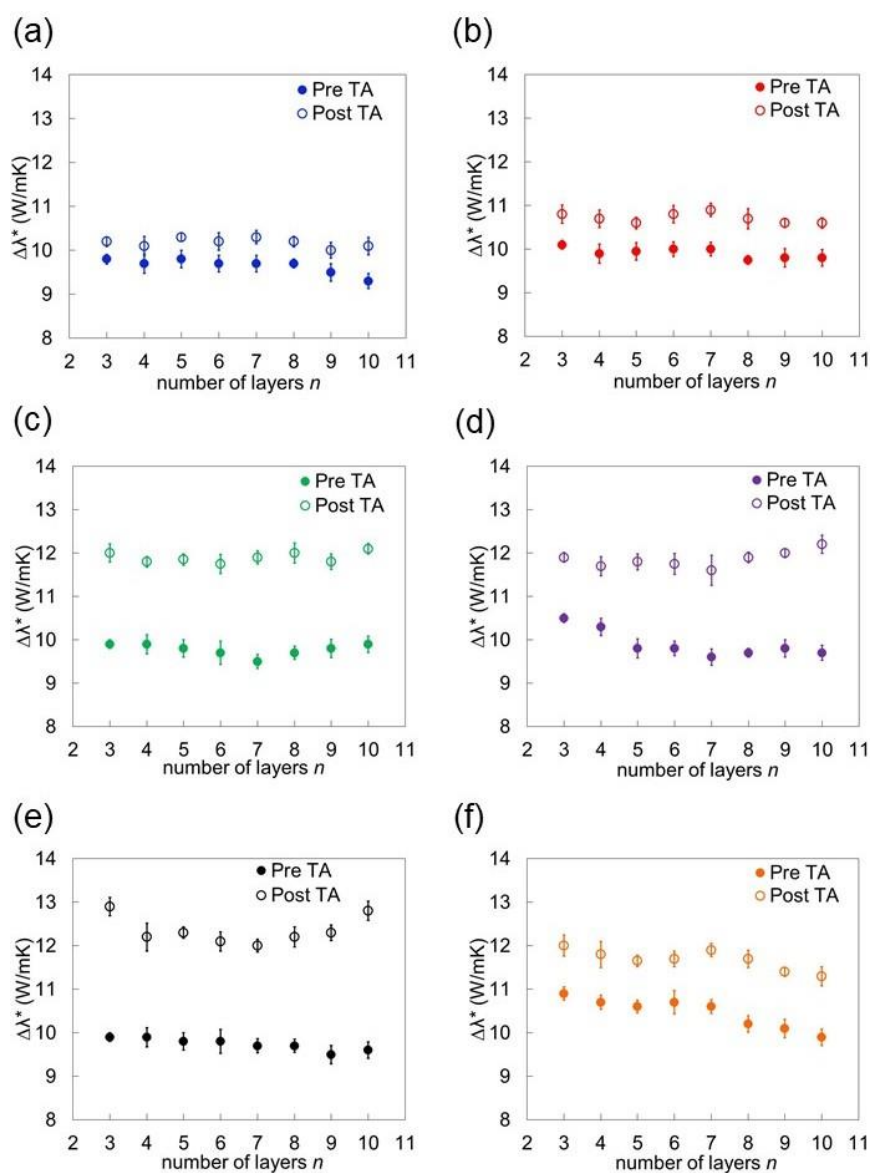 (a)
14
13
12
11
10
9
8
Δλ* (W/mK)
Pre TA
Post TA
2 3 4 5 6 7 8 9 10 11
number of layers n
(b)
14
13
12
11
10
9
8
Δλ* (W/mK)
Pre TA
Post TA
2 3 4 5 6 7 8 9 10 11
number of layers n
(c)
14
13
12
11
10
9
8
Δλ* (W/mK)
Pre TA
Post TA
2 3 4 5 6 7 8 9 10 11
number of layers n
(d)
14
13
12
11
10
9
8
Δλ* (W/mK)
Pre TA
Post TA
2 3 4 5 6 7 8 9 10 11
number of layers n
(e)
14
13
12
11
10
9
8
Δλ* (W/mK)
Pre TA
Post TA
2 3 4 5 6 7 8 9 10 11
number of layers n
(f)
14
13
12
11
10
9
8
Δλ* (W/mK)
Pre TA
Post TA
2 3 4 5 6 7 8 9 10 11
number of layers n